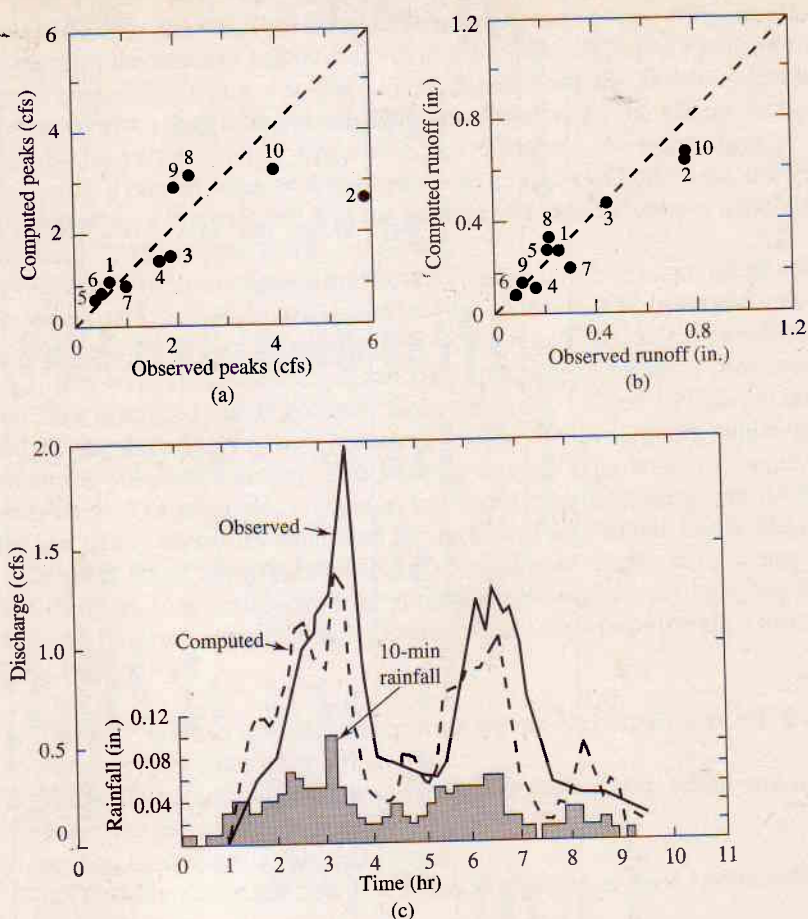 6
4
2
0
Computed peaks (cfs)
9 8
10
2
1 3
6 4
5 7
0 2 4 6
Observed peaks (cfs)
(a)
1.2
0.8
0.4
0
Computed runoff (in.)
10
2
3
8
5 1
9 7
6 4
0 0.4 0.8 1.2
Observed runoff (in.)
(b)
2.0
1.5
1.0
0.5
0
Discharge (cfs)
Observed
Computed
10-min
rainfall
0.12
0.08
0.04
Rainfall (in.)
0
0 1 2 3 4 5 6 7 8 9 10 11
Time (hr)
(c)